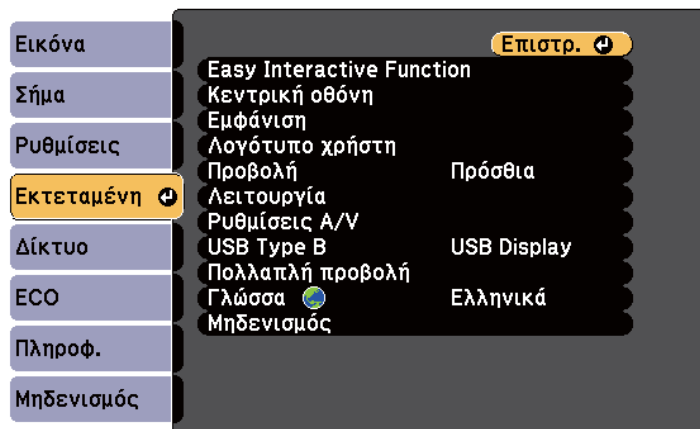 Εικόνα
Σήμα
Ρυθμίσεις
Εκτεταμένη
Δίκτυο
ECO
Πληροφ.
Μηδενισμός
Επιστρ.
Easy Interactive Function
Κεντρική οθόνη
Εμφάνιση
Λογότυπο χρήστη
Προβολή Πρόσθια
Λειτουργία
Ρυθμίσεις A/V
USB Type B USB Display
Πολλαπλή προβολή
Γλώσσα Ελληνικά
Μηδενισμός